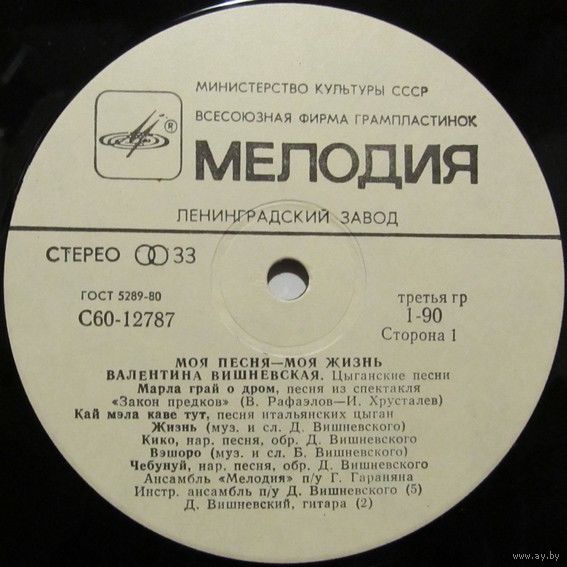 МИНИСТЕРСТВО КУЛЬТУРЫ СССР
ВСЕСОЮЗНАЯ ФИРМА ГРАМПЛАСТИНОК
®
МЕЛОДИЯ
ЛЕНИНГРАДСКИЙ ЗАВОД
СТЕРЕО 33
ГОСТ 5289-80
третья гр
С60-12787
1-90
Сторона 1
МОЯ ПЕСНЯ—МОЯ ЖИЗНЬ
ВАЛЕНТИНА ВИШНЕВСКАЯ. Цыганские песни
Марла грай о дром, песня из спектакля
«Закон предков» (В. Рафаэлов—И. Хрусталев)
Кай мэла каве тут, песня итальянских цыган
Жизнь (муз. и сл. Д. Вишневского)
Кико, нар. песня, обр. Д. Вишневского
Вэшоро (муз. и сл. Б. Вишневского)
Чебунуй, нар. песня, обр. Д. Вишневского
Ансамбль «Мелодия» п/у Г. Гараняна
Инстр. ансамбль п/у Д. Вишневского (5)
Д. Вишневский, гитара (2)
www.ay.by